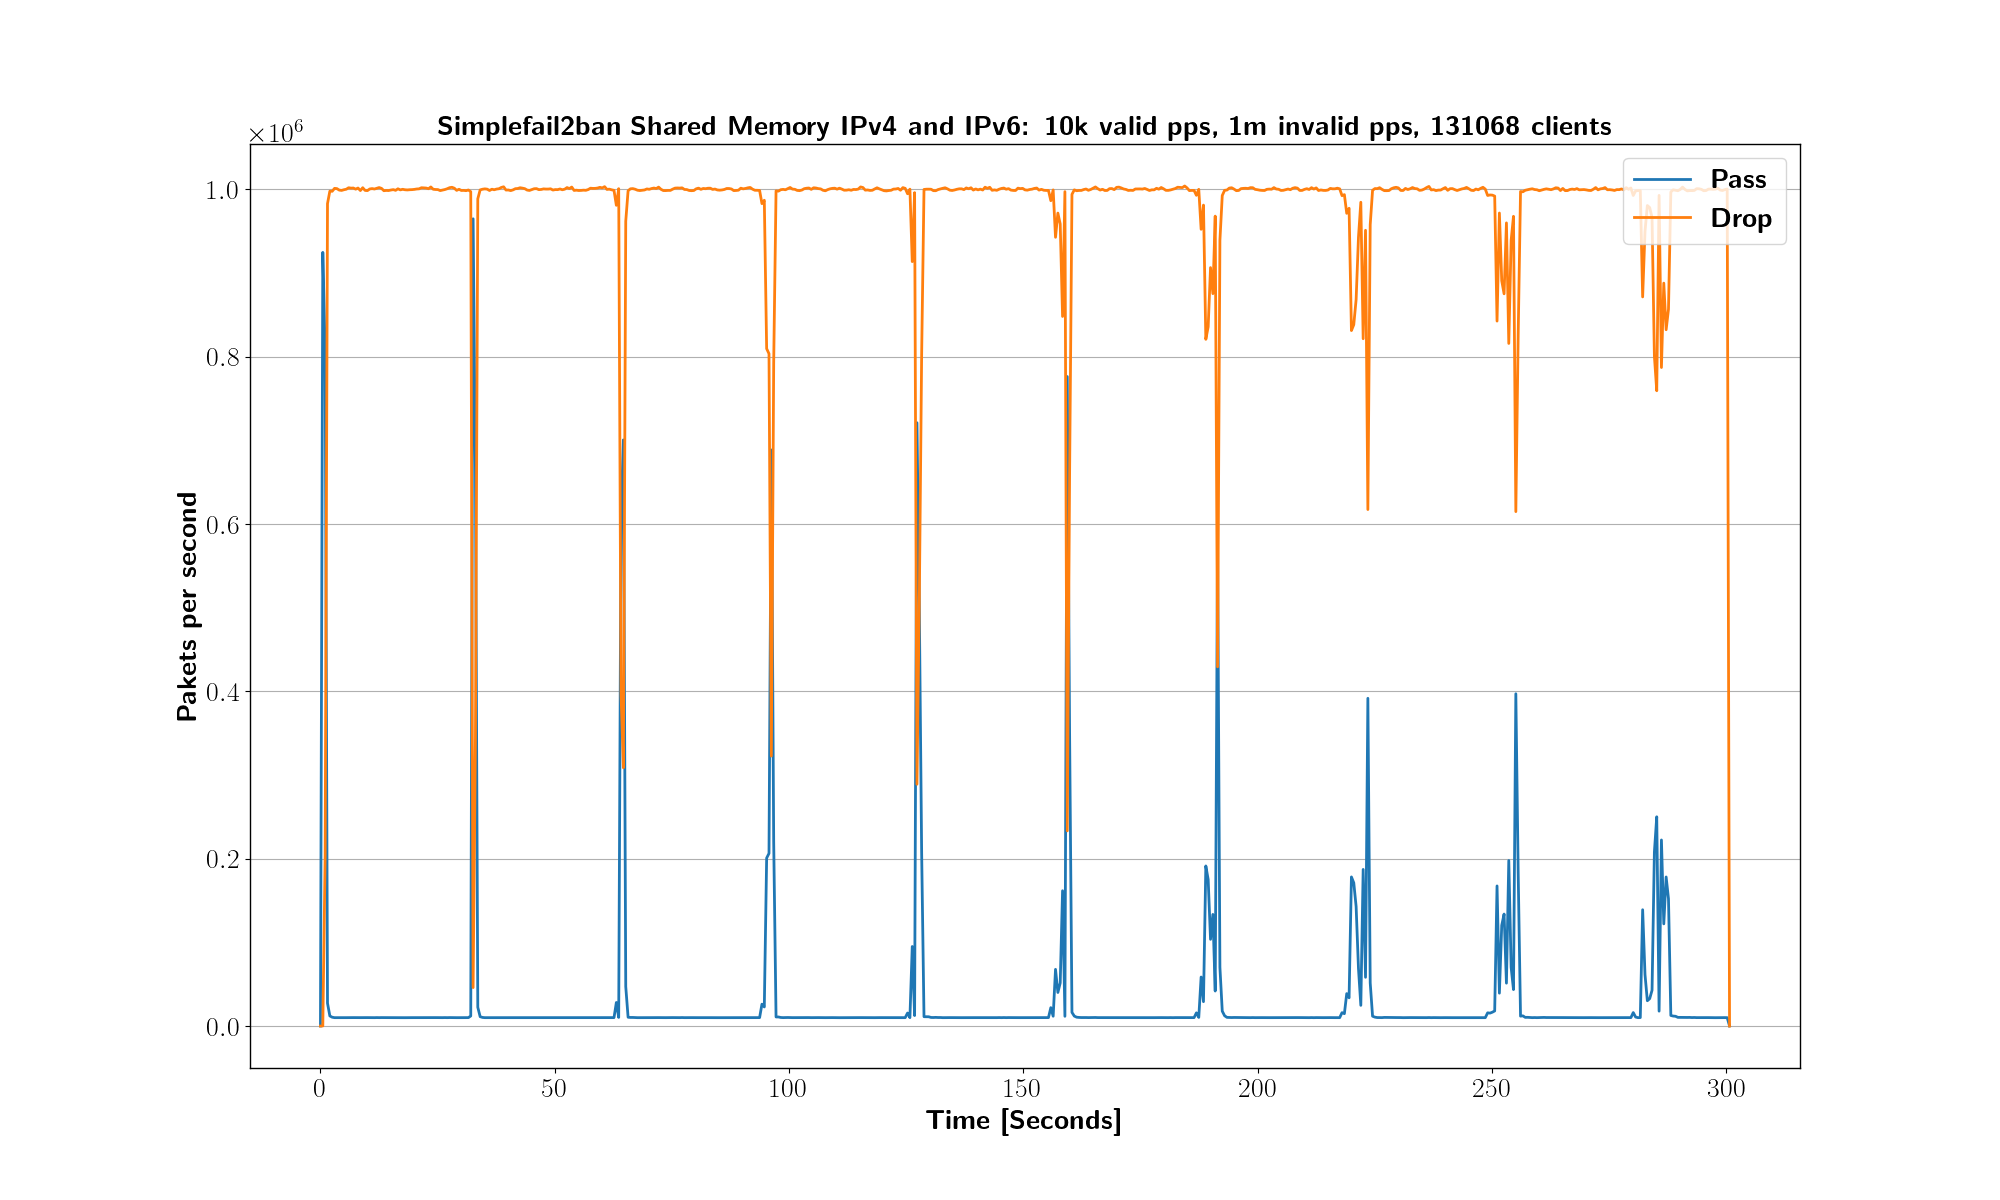 Simplefail2ban Shared Memory IPv4 and IPv6: 10k valid pps, 1m invalid pps, 131068 clients
×10⁶
Pass
Drop
1.0
0.8
0.6
0.4
0.2
0.0
Pakets per second
0 50 100 150 200 250 300
Time [Seconds]